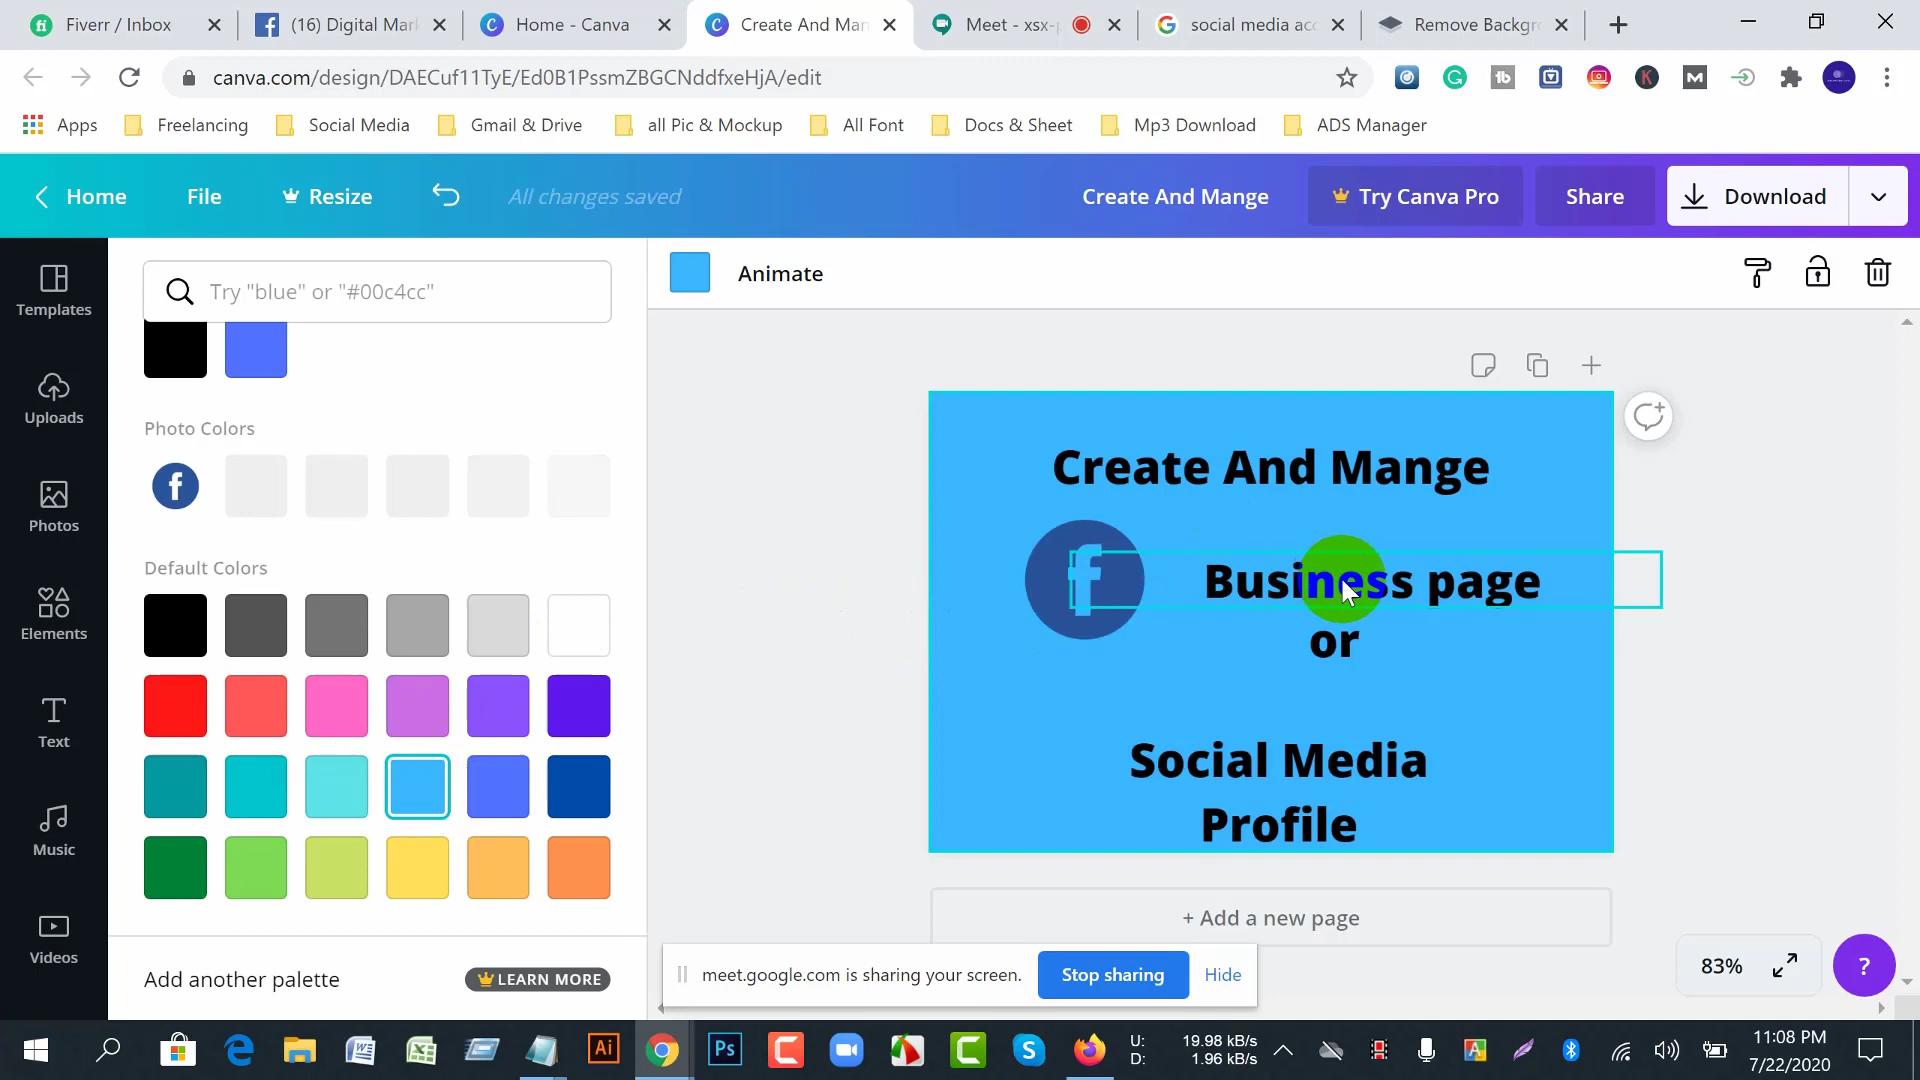 Fiverr / Inbox
(16) Digital Mark
Home - Canva
Create And Man
Meet - xsx-
social media acc
Remove Backgr
canva.com/design/DAECuf11TyE/Ed0B1PssmZBGCNddfxeHjA/edit
Apps
Freelancing
Social Media
Gmail & Drive
all Pic & Mockup
All Font
Docs & Sheet
Mp3 Download
ADS Manager
Home
File
Resize
All changes saved
Create And Mange
Try Canva Pro
Share
Download
Templates
Uploads
Photos
Elements
Text
Music
Videos
Try "blue" or "#00c4cc"
Photo Colors
Default Colors
Add another palette
LEARN MORE
Animate
Create And Mange
Business page
or
Social Media
Profile
+ Add a new page
83%
?
meet.google.com is sharing your screen.
Stop sharing
Hide
U: 19.98 kB/s
D: 1.96 kB/s
11:08 PM
7/22/2020